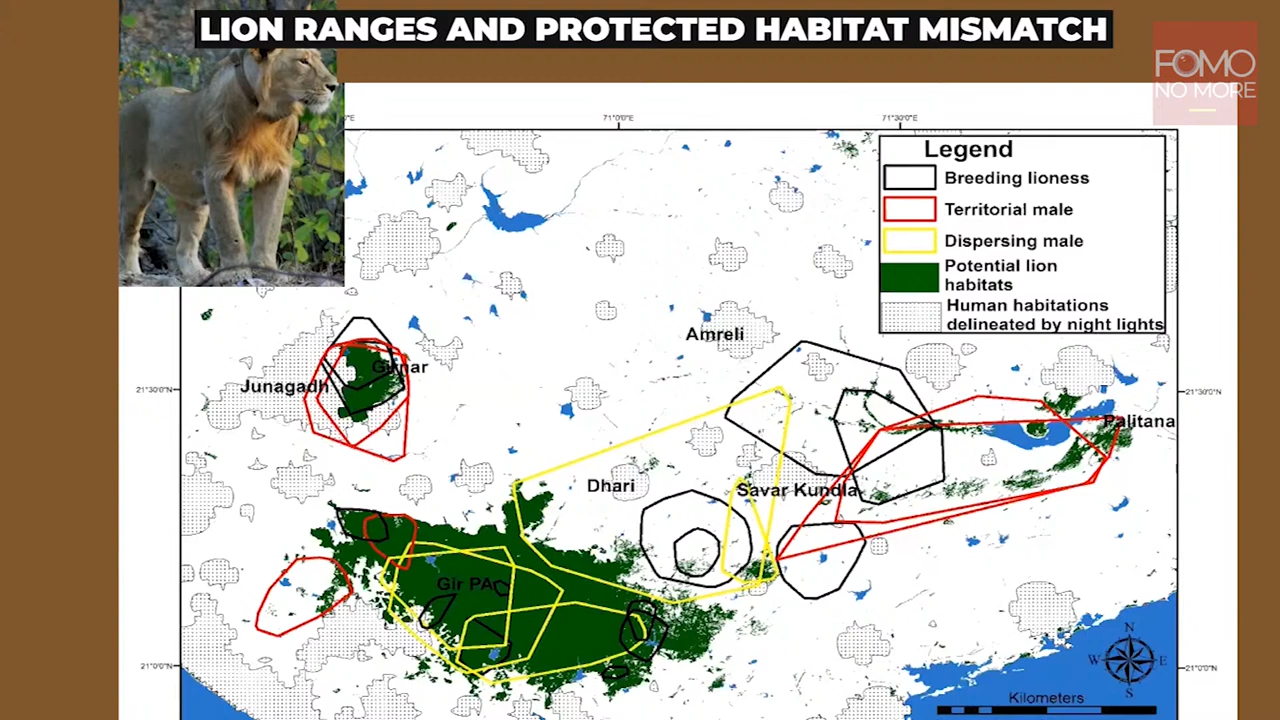 LION RANGES AND PROTECTED HABITAT MISMATCH
FOMO
NO MORE
71°0'0"E
71°30'0"E
Legend
Breeding lioness
Territorial male
Dispersing male
Potential lion
habitats
Human habitations
delineated by night lights
Amreli
Girnar
Junagadh
21°30'0"N
21°30'0"N
Palitana
Dhari
Savar Kundla
Gir PA
21°0'0"N
21°0'0"N
N
W
E
S
Kilometers